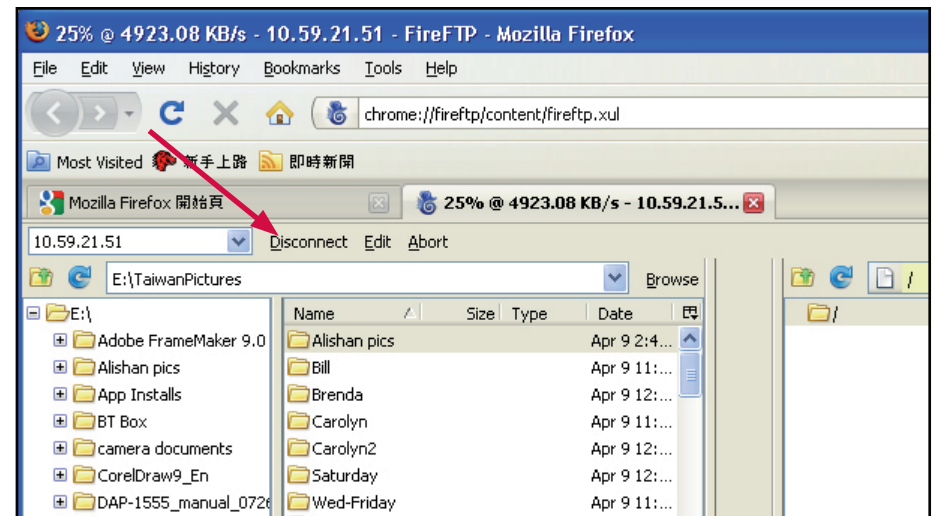 25% @ 4923.08 KB/s - 10.59.21.51 - FireFTP - Mozilla Firefox
File Edit View History Bookmarks Tools Help
chrome://fireftp/content/fireftp.xul
Most Visited 新手上路 即時新聞
Mozilla Firefox 開始頁 25% @ 4923.08 KB/s - 10.59.21.5...
10.59.21.51 Disconnect Edit Abort
E:\TaiwanPictures Browse /
E:\ Name Size Type Date /
Adobe FrameMaker 9.0 Alishan pics Apr 9 2:4...
Alishan pics Bill Apr 9 11:...
App Installs Brenda Apr 9 12:...
BT Box Carolyn Apr 9 11:...
camera documents Carolyn2 Apr 9 12:...
CorelDraw9_En Saturday Apr 9 12:...
DAP-1555_manual_072 Wed-Friday Apr 9 11:...